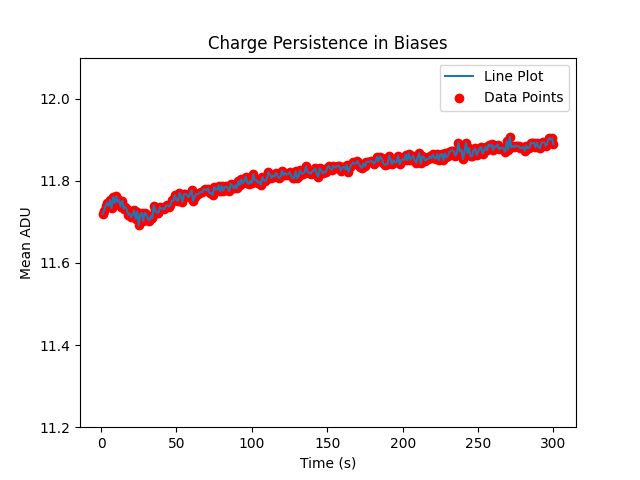 Charge Persistence in Biases
Line Plot
Data Points
12.0
11.8
11.6
11.4
11.2
Mean ADU
0
50
100
150
200
250
300
Time (s)